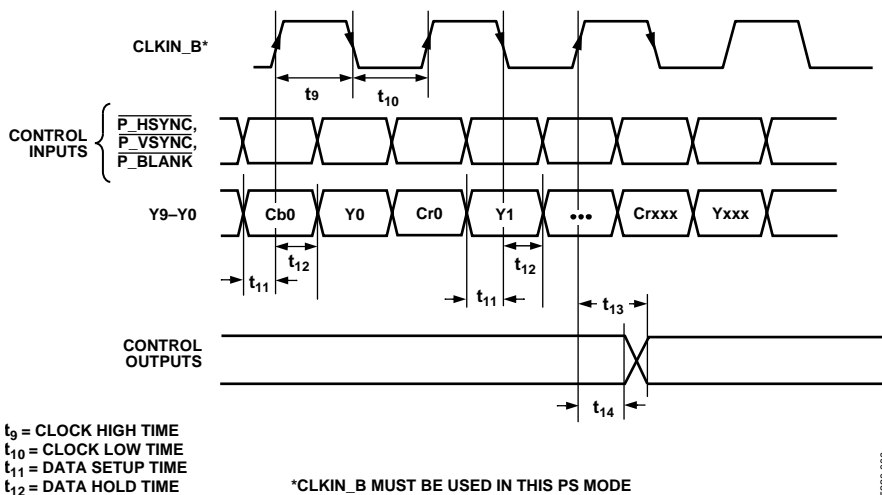 CLKIN_B*
t9
t10
CONTROL
INPUTS
P_HSYNC,
P_VSYNC,
P_BLANK
Y9–Y0
Cb0
Y0
Cr0
Y1
•••
Crxxx
Yxxx
t12
t12
t11
t11
t13
CONTROL
OUTPUTS
t14
t9 = CLOCK HIGH TIME
t10 = CLOCK LOW TIME
t11 = DATA SETUP TIME
t12 = DATA HOLD TIME
*CLKIN_B MUST BE USED IN THIS PS MODE